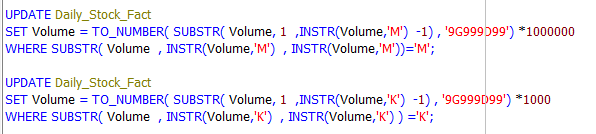 UPDATE Daily_Stock_Fact
SET Volume = TO_NUMBER( SUBSTR( Volume, 1 ,INSTR(Volume,'M') -1) , '9G999D99') *1000000
WHERE SUBSTR( Volume , INSTR(Volume,'M') , INSTR(Volume,'M'))='M';
UPDATE Daily_Stock_Fact
SET Volume = TO_NUMBER( SUBSTR( Volume, 1 ,INSTR(Volume,'K') -1) , '9G999D99') *1000
WHERE SUBSTR( Volume , INSTR(Volume,'K') , INSTR(Volume,'K') ) ='K';